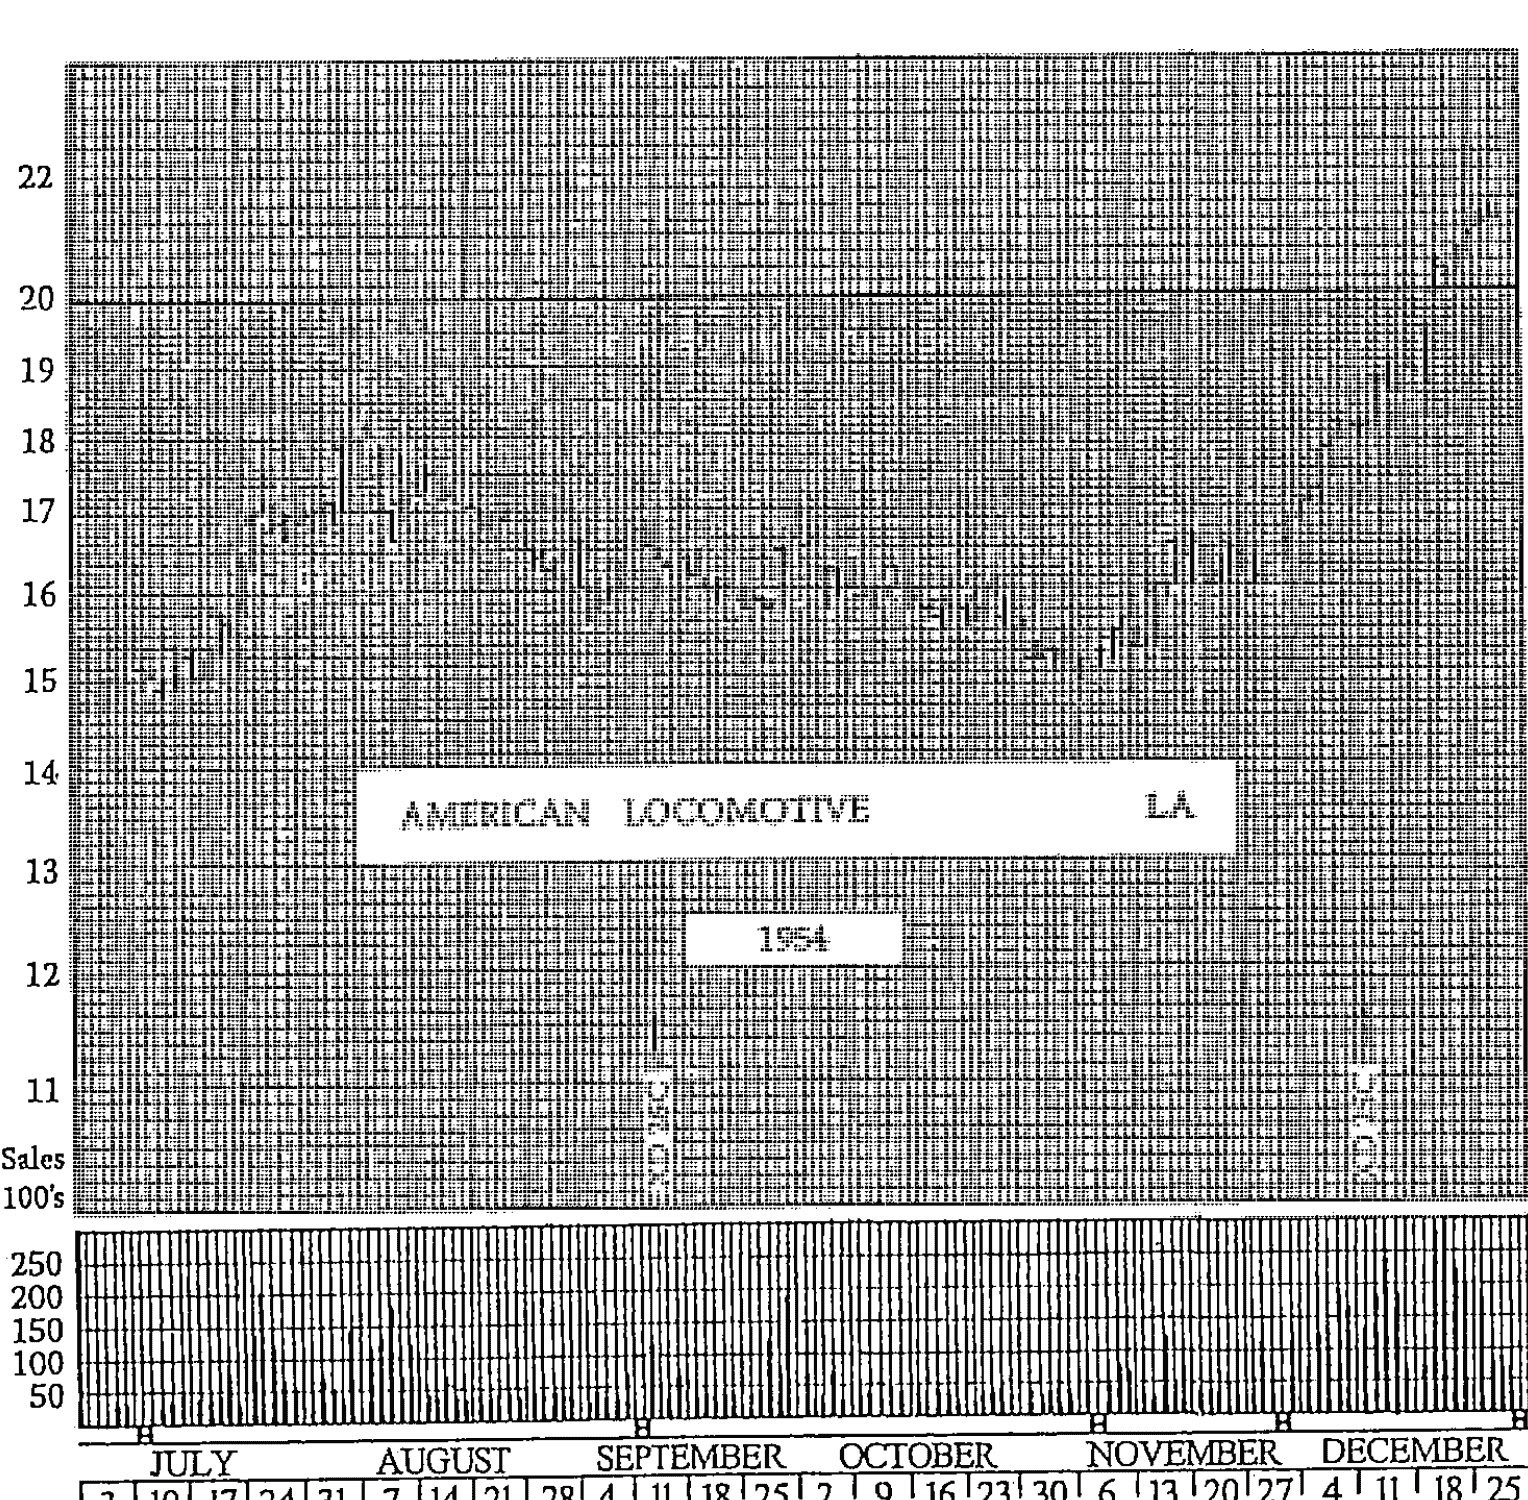 22
20
19
18
17
16
15
14
AMERICAN LOCOMOTIVE LA
13
1954
12
11
Sales
100's
250
200
150
100
50
H H H H H
JULY AUGUST SEPTEMBER OCTOBER NOVEMBER DECEMBER
3 10 17 24 31 7 14 21 28 4 11 18 25 2 9 16 23 30 6 13 20 27 4 11 18 25